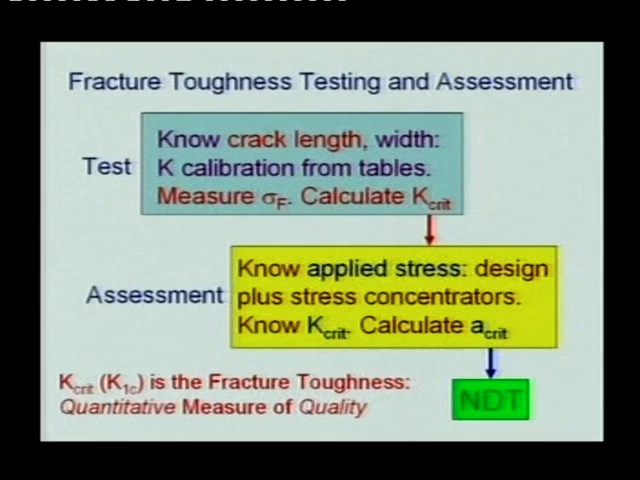 Fracture Toughness Testing and Assessment
Know crack length, width:
Test K calibration from tables.
Measure σF. Calculate Kcrit
Know applied stress: design
Assessment plus stress concentrators.
Know Kcrit. Calculate acrit
Kcrit (K1c) is the Fracture Toughness:
Quantitative Measure of Quality
NDT